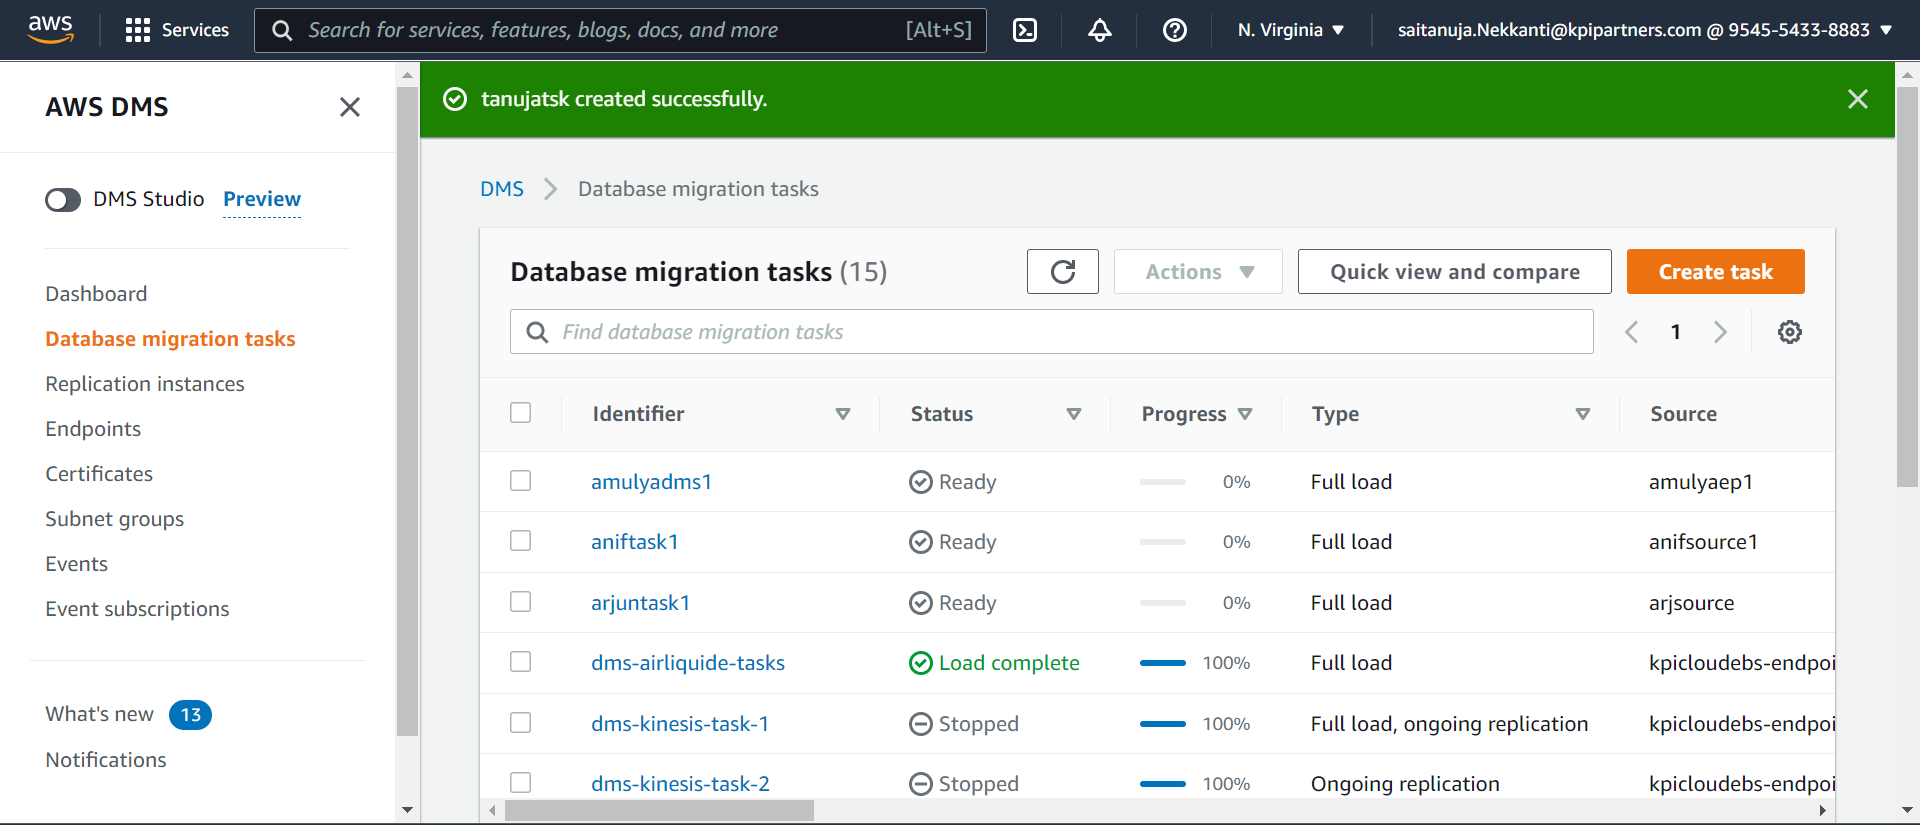 aws
Services
Search for services, features, blogs, docs, and more [Alt+S]
N. Virginia
saitanuja.Nekkanti@kpipartners.com @ 9545-5433-8883
AWS DMS
DMS Studio Preview
Dashboard
Database migration tasks
Replication instances
Endpoints
Certificates
Subnet groups
Events
Event subscriptions
What's new 13
Notifications
tanujatsk created successfully.
DMS Database migration tasks
Database migration tasks (15)
Actions
Quick view and compare
Create task
Find database migration tasks
1
Identifier Status Progress Type Source
amulyadms1 Ready 0% Full load amulyaep1
aniftask1 Ready 0% Full load anifsource1
arjuntask1 Ready 0% Full load arjsource
dms-airliquide-tasks Load complete 100% Full load kpicloudebs-endpoi
dms-kinesis-task-1 Stopped 100% Full load, ongoing replication kpicloudebs-endpoi
dms-kinesis-task-2 Stopped 100% Ongoing replication kpicloudebs-endpoi